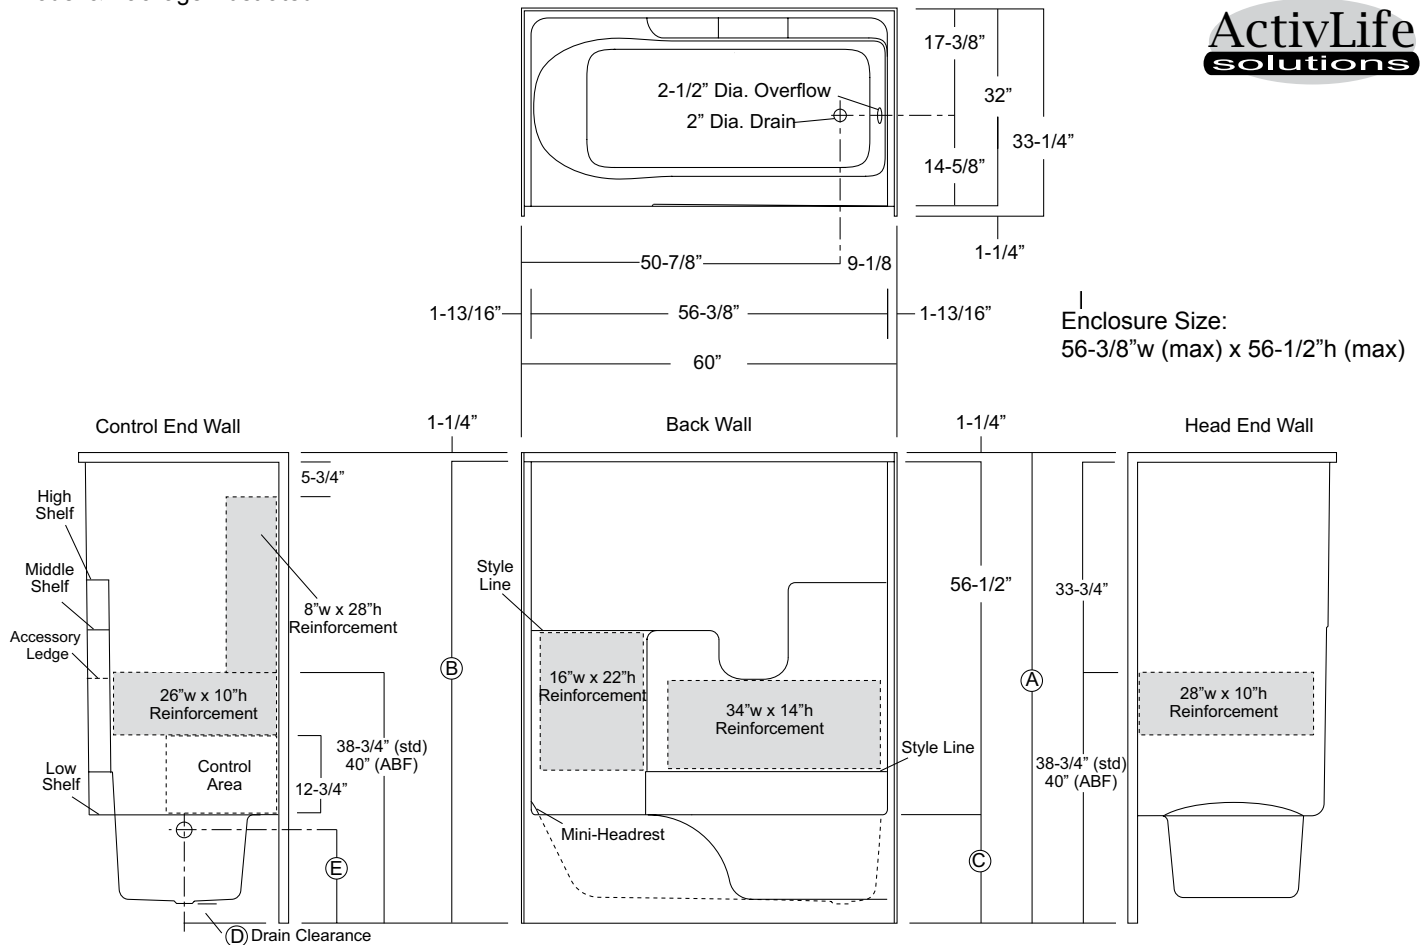 ActivLife
solutions
17-3/8”
2-1/2” Dia. Overflow
32”
2” Dia. Drain
33-1/4”
14-5/8”
1-1/4”
50-7/8”
9-1/8
1-13/16”
56-3/8”
1-13/16”
Enclosure Size:
56-3/8”w (max) x 56-1/2”h (max)
60”
Control End Wall
1-1/4”
Back Wall
1-1/4”
Head End Wall
5-3/4”
High
Shelf
Middle
Shelf
Accessory
Ledge
Low
Shelf
8”w x 28”h
Reinforcement
26”w x 10”h
Reinforcement
Control
Area
12-3/4”
38-3/4” (std)
40” (ABF)
E
D Drain Clearance
B
Style
Line
16”w x 22”h
Reinforcement
34”w x 14”h
Reinforcement
Style Line
Mini-Headrest
56-1/2”
A
C
33-3/4”
38-3/4” (std)
40” (ABF)
28”w x 10”h
Reinforcement